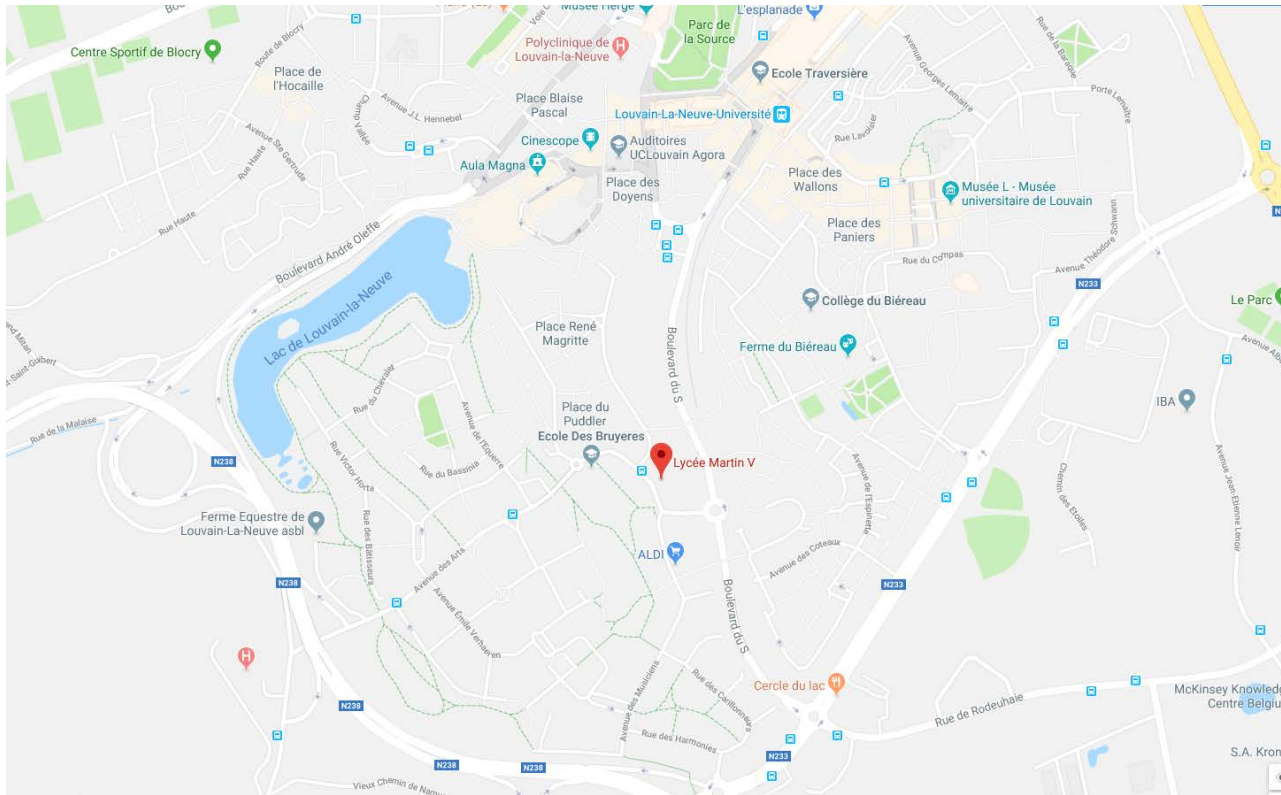 L'esplanade
Parc de
la Source
Centre Sportif de Blocry
Route de Blocry
Polyclinique de
Louvain-la-Neuve
Place de
l'Hocaille
Avenue J.L. Hennebel
Place Blaise
Pascal
Ecole Traversière
Avenue Georges Lemaitre
Rue de la Baraque
Porte Lemaitre
Louvain-La-Neuve-Université
Rue Lavoisier
Cinescope
Auditoires
UCLouvain Agora
Aula Magna
Avenue Ste Gertrude
Rue Haute
Rue Haute
Place des
Doyens
Place des
Wallons
Musée L - Musée
universitaire de Louvain
Place des
Paniers
Boulevard André Oleffe
Rue du Compas
Avenue Théodore Schwann
N233
Lac de Louvain-la-Neuve
Collège du Biéreau
Le Parc
Place René
Magritte
Boulevard du S
Ferme du Biéreau
Rue du Chevalet
Avenue de l'Equerre
Place du
Puddler
Ecole Des Bruyeres
IBA
Rue de la Malaise
N238
Rue Victor Horta
Rue du Bassinia
Lycée Martin V
Avenue de l'Espinette
Chemin des Etoiles
Avenue Jean-Etienne Lenoir
Ferme Equestre de
Louvain-La-Neuve asbl
Rue des Bâtisseurs
Avenue des Arts
ALDI
Avenue des Coteaux
N238
N233
Boulevard du S
Avenue Émile Verhaeren
H
Avenue des Musiciens
Rue des Carillonneurs
Cercle du lac
Rue de Rodeuhaie
McKinsey Knowled
Centre Belgiu
N238
Rue des Harmonies
N233
S.A. Kron
N238
Vieux Chemin de Namu